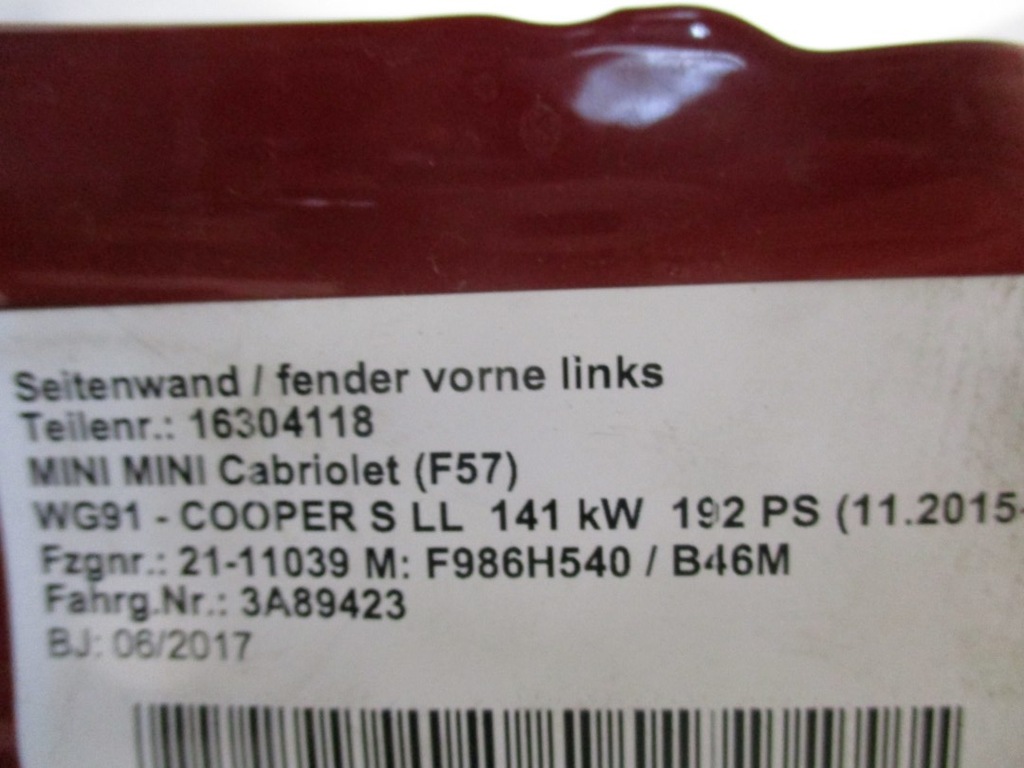 Seitenwand / fender vorne links
Teilenr.: 16304118
MINI MINI Cabriolet (F57)
WG91 - COOPER S LL 141 kW 192 PS (11.2015-
Fzgnr.: 21-11039 M: F986H540 / B46M
Fahrg.Nr.: 3A89423
BJ: 06/2017